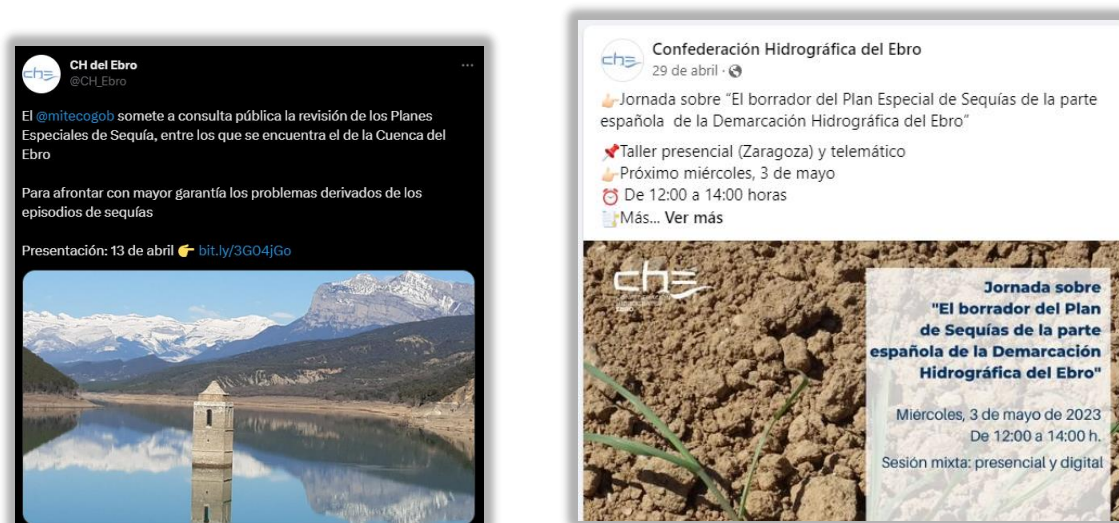 che
CH del Ebro
@CH_Ebro
El @mitecogob somete a consulta pública la revisión de los Planes
Especiales de Sequía, entre los que se encuentra el de la Cuenca del
Ebro
Para afrontar con mayor garantía los problemas derivados de los
episodios de sequías
Presentación: 13 de abril 👉 bit.ly/3G04jGo
che
Confederación Hidrográfica del Ebro
29 de abril ·
👉🏻Jornada sobre “El borrador del Plan Especial de Sequías de la parte
española de la Demarcación Hidrográfica del Ebro”
📌Taller presencial (Zaragoza) y telemático
👉🏻Próximo miércoles, 3 de mayo
⏰ De 12:00 a 14:00 horas
📑Más... Ver más
che
Jornada sobre
"El borrador del Plan
de Sequías de la parte
española de la Demarcación
Hidrográfica del Ebro"
Miércoles, 3 de mayo de 2023
De 12:00 a 14:00 h.
Sesión mixta: presencial y digital